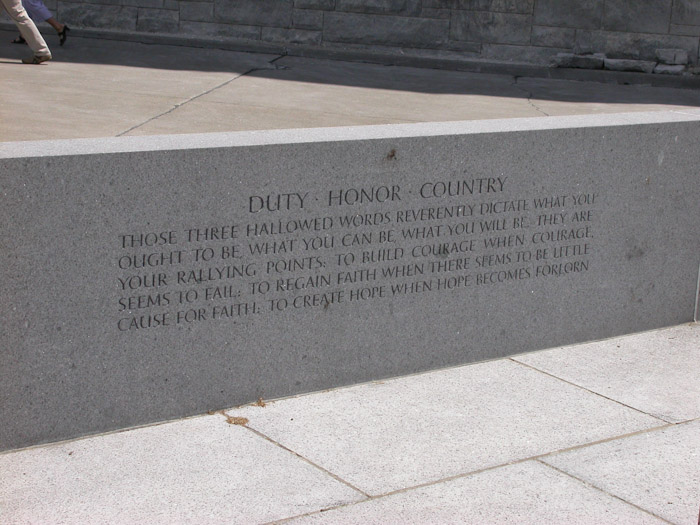 DUTY · HONOR · COUNTRY
THOSE THREE HALLOWED WORDS REVERENTLY DICTATE WHAT YOU
OUGHT TO BE, WHAT YOU CAN BE, WHAT YOU WILL BE. THEY ARE
YOUR RALLYING POINTS: TO BUILD COURAGE WHEN COURAGE
SEEMS TO FAIL; TO REGAIN FAITH WHEN THERE SEEMS TO BE LITTLE
CAUSE FOR FAITH; TO CREATE HOPE WHEN HOPE BECOMES FORLORN